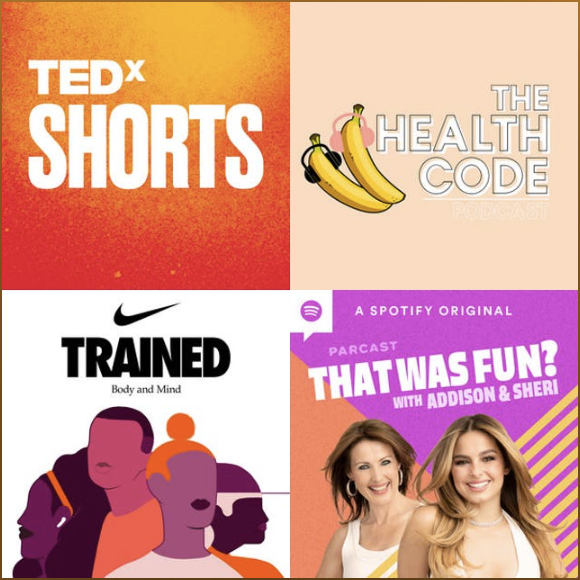 TEDx
SHORTS
THE
HEALTH
CODE
PODCAST
TRAINED
Body and Mind
A SPOTIFY ORIGINAL
PARCAST
THAT WAS FUN?
WITH ADDISON & SHERI